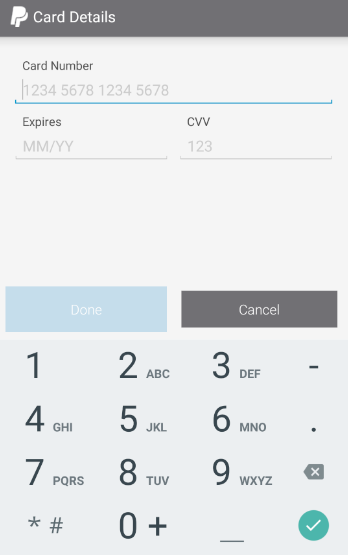 Card Details
Card Number
1234 5678 1234 5678
Expires CVV
MM/YY 123
Done Cancel
1 2 ABC 3 DEF -
4 GHI 5 JKL 6 MNO .
7 PQRS 8 TUV 9 WXYZ
* # 0 + _